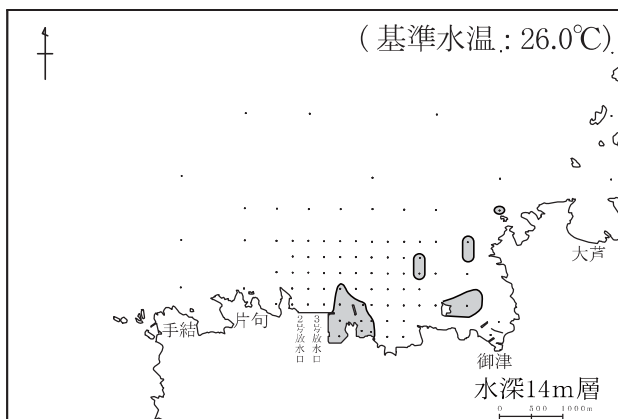 (基準水温：26.0℃)
大芦
手結
片句
2号放水口
3号放水口
御津
水深14m層
0 500 1000m